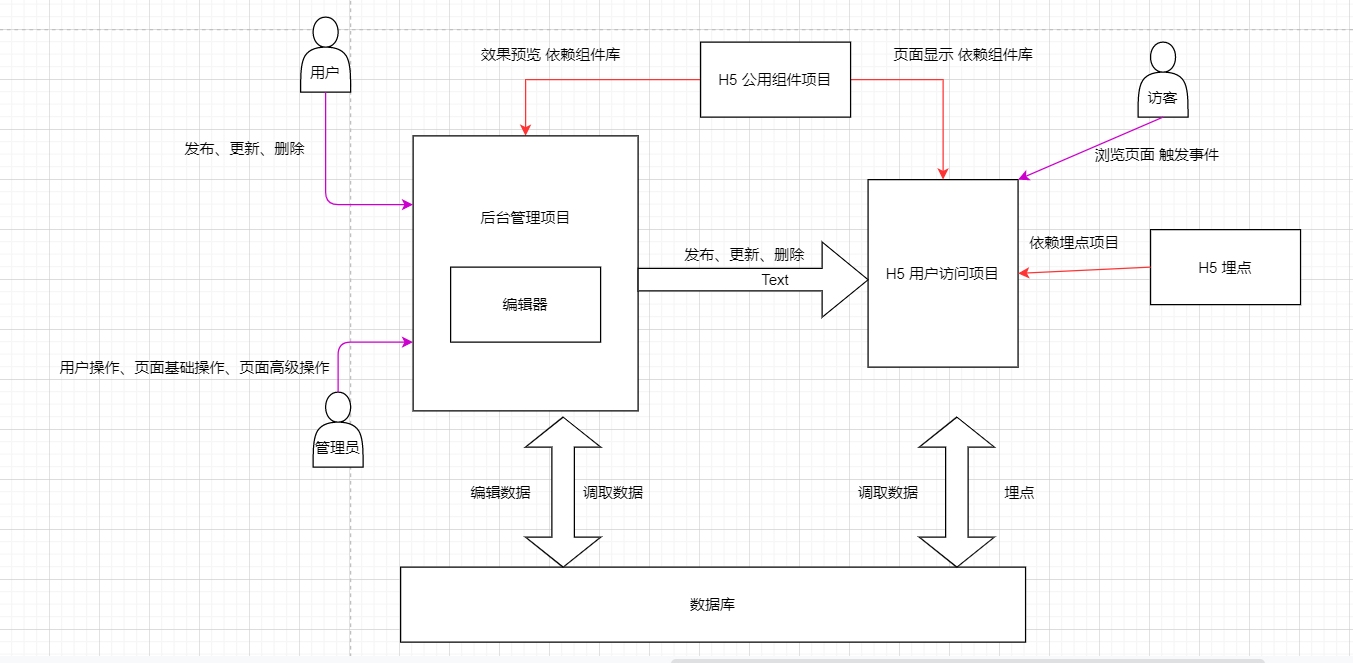 用户
效果预览 依赖组件库
H5 公用组件项目
页面显示 依赖组件库
访客
发布、更新、删除
浏览页面 触发事件
后台管理项目
编辑器
发布、更新、删除
Text
H5 用户访问项目
依赖埋点项目
H5 埋点
用户操作、页面基础操作、页面高级操作
管理员
编辑数据
调取数据
调取数据
埋点
数据库